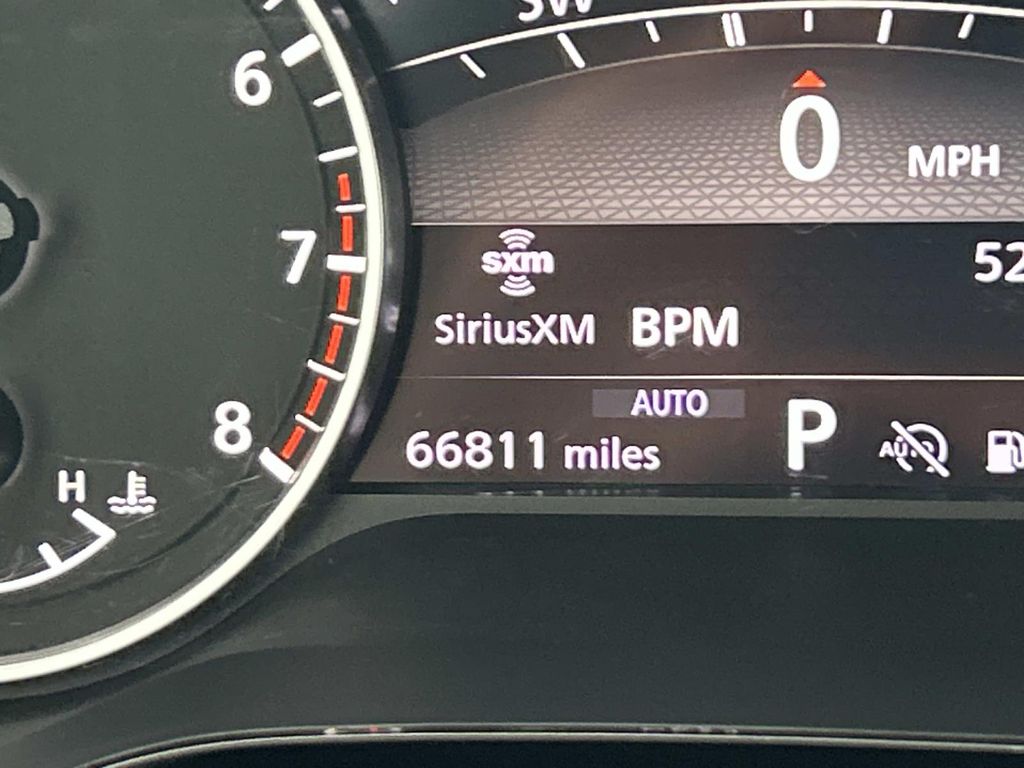 SW
6
0 MPH
7
sxm
52
SiriusXM BPM
AUTO
8
66811 miles P
H